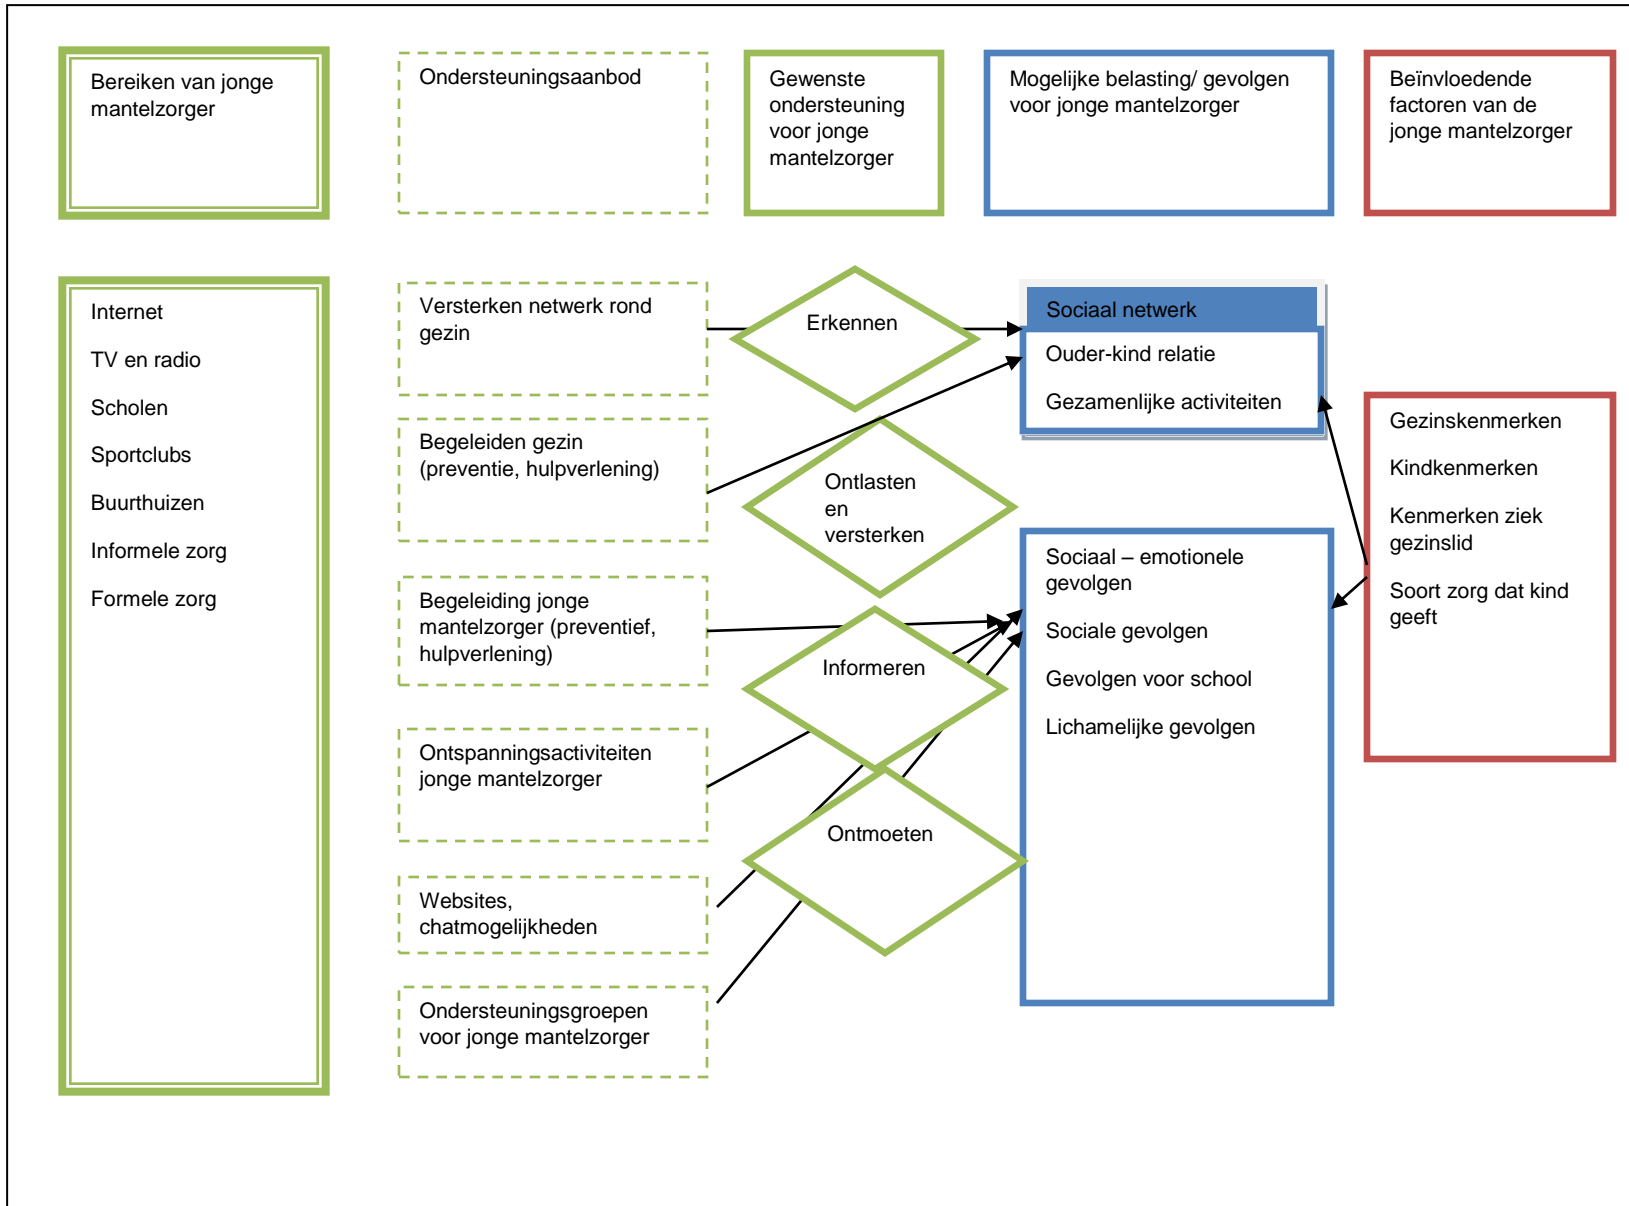 Bereiken van jonge
mantelzorger
Ondersteuningsaanbod
Gewenste
ondersteuning
voor jonge
mantelzorger
Mogelijke belasting/ gevolgen
voor jonge mantelzorger
Beïnvloedende
factoren van de
jonge mantelzorger
Internet
TV en radio
Scholen
Sportclubs
Buurthuizen
Informele zorg
Formele zorg
Versterken netwerk rond
gezin
Begeleiden gezin
(preventie, hulpverlening)
Begeleiding jonge
mantelzorger (preventief,
hulpverlening)
Ontspanningsactiviteiten
jonge mantelzorger
Websites,
chatmogelijkheden
Ondersteuningsgroepen
voor jonge mantelzorger
Erkennen
Ontlasten
en
versterken
Informeren
Ontmoeten
Sociaal netwerk
Ouder-kind relatie
Gezamenlijke activiteiten
Sociaal – emotionele
gevolgen
Sociale gevolgen
Gevolgen voor school
Lichamelijke gevolgen
Gezinskenmerken
Kindkenmerken
Kenmerken ziek
gezinslid
Soort zorg dat kind
geeft